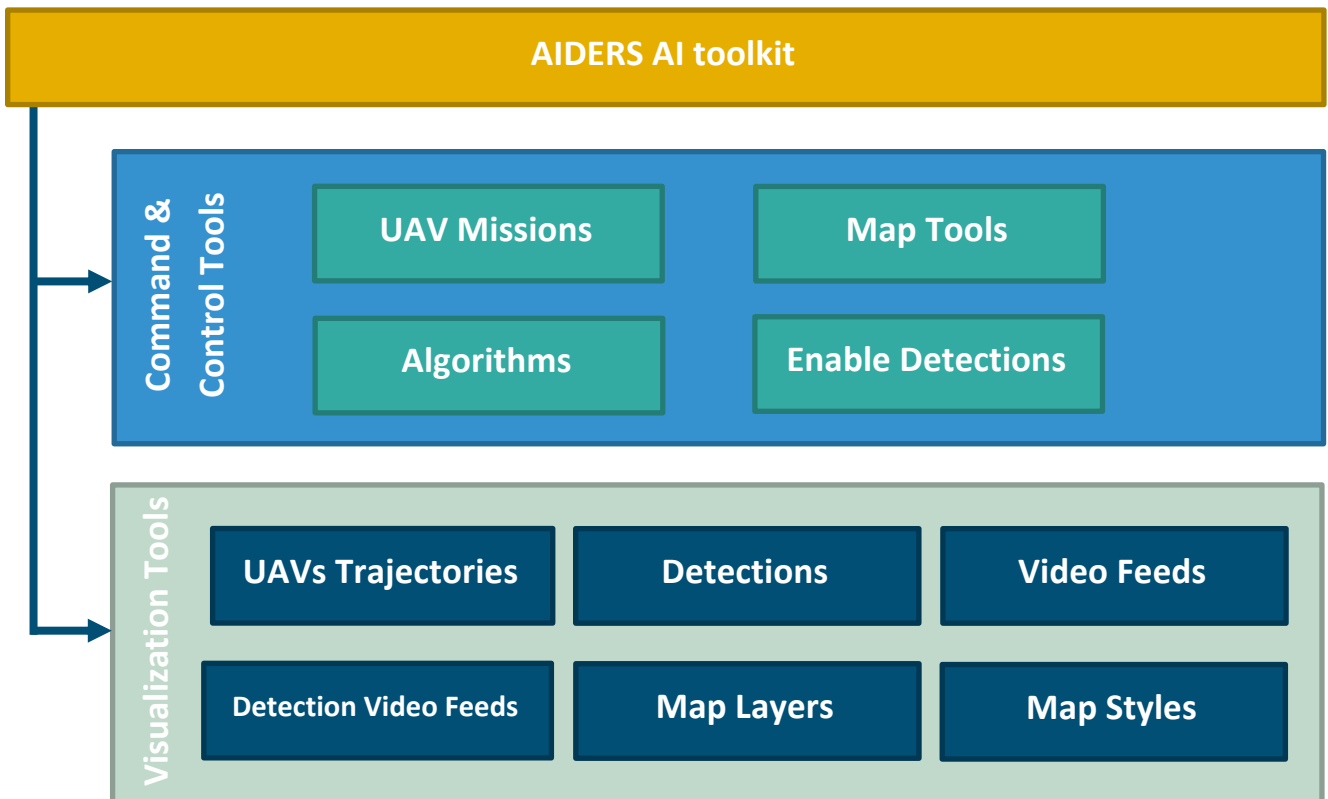 AIDERS AI toolkit
Command &
Control Tools
UAV Missions
Map Tools
Algorithms
Enable Detections
Visualization Tools
UAVs Trajectories
Detections
Video Feeds
Detection Video Feeds
Map Layers
Map Styles